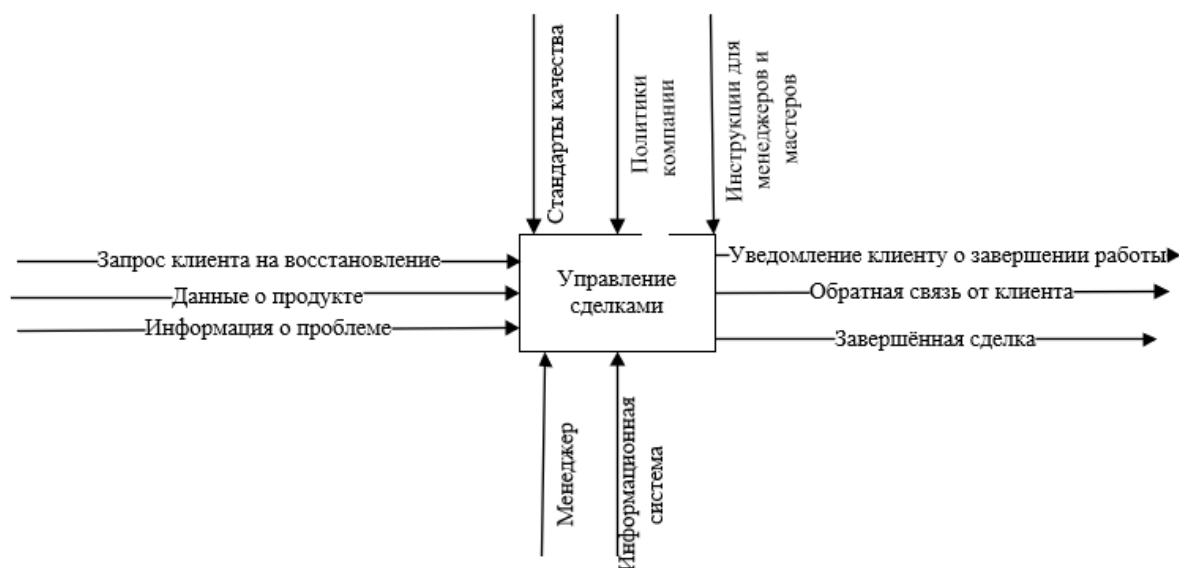 Стандарты качества
Политики
компании
Инструкции для
менеджеров и
мастеров
Запрос клиента на восстановление
Данные о продукте
Информация о проблеме
Управление
сделками
Уведомление клиенту о завершении работы
Обратная связь от клиента
Завершённая сделка
Менеджер
Информационная
система